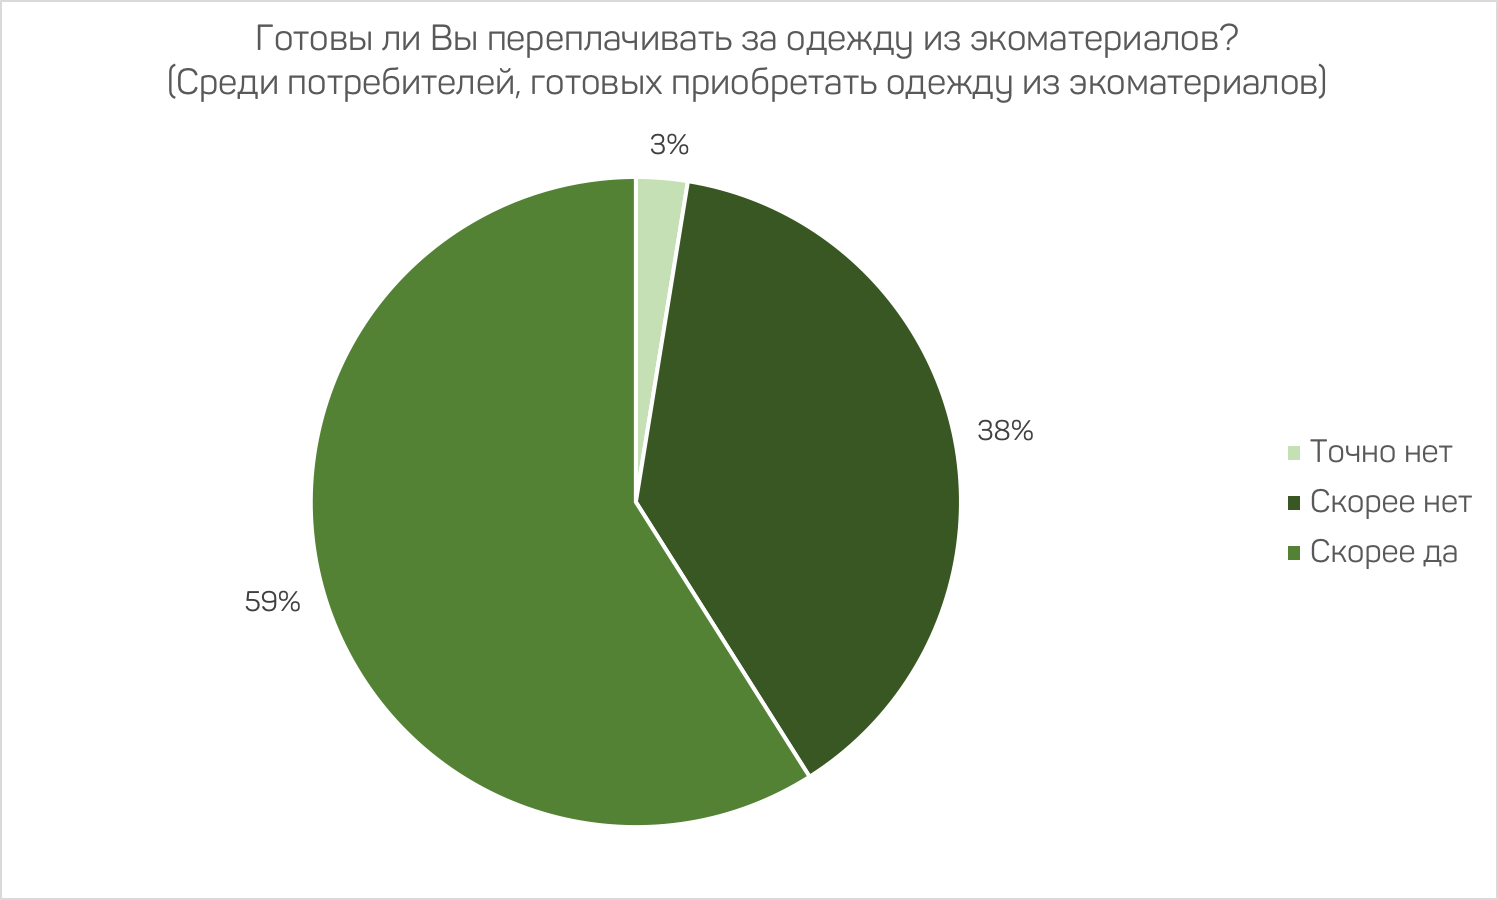 Готовы ли Вы переплачивать за одежду из экоматериалов?
(Среди потребителей, готовых приобретать одежду из экоматериалов)
3%
38%
59%
Точно нет
Скорее нет
Скорее да